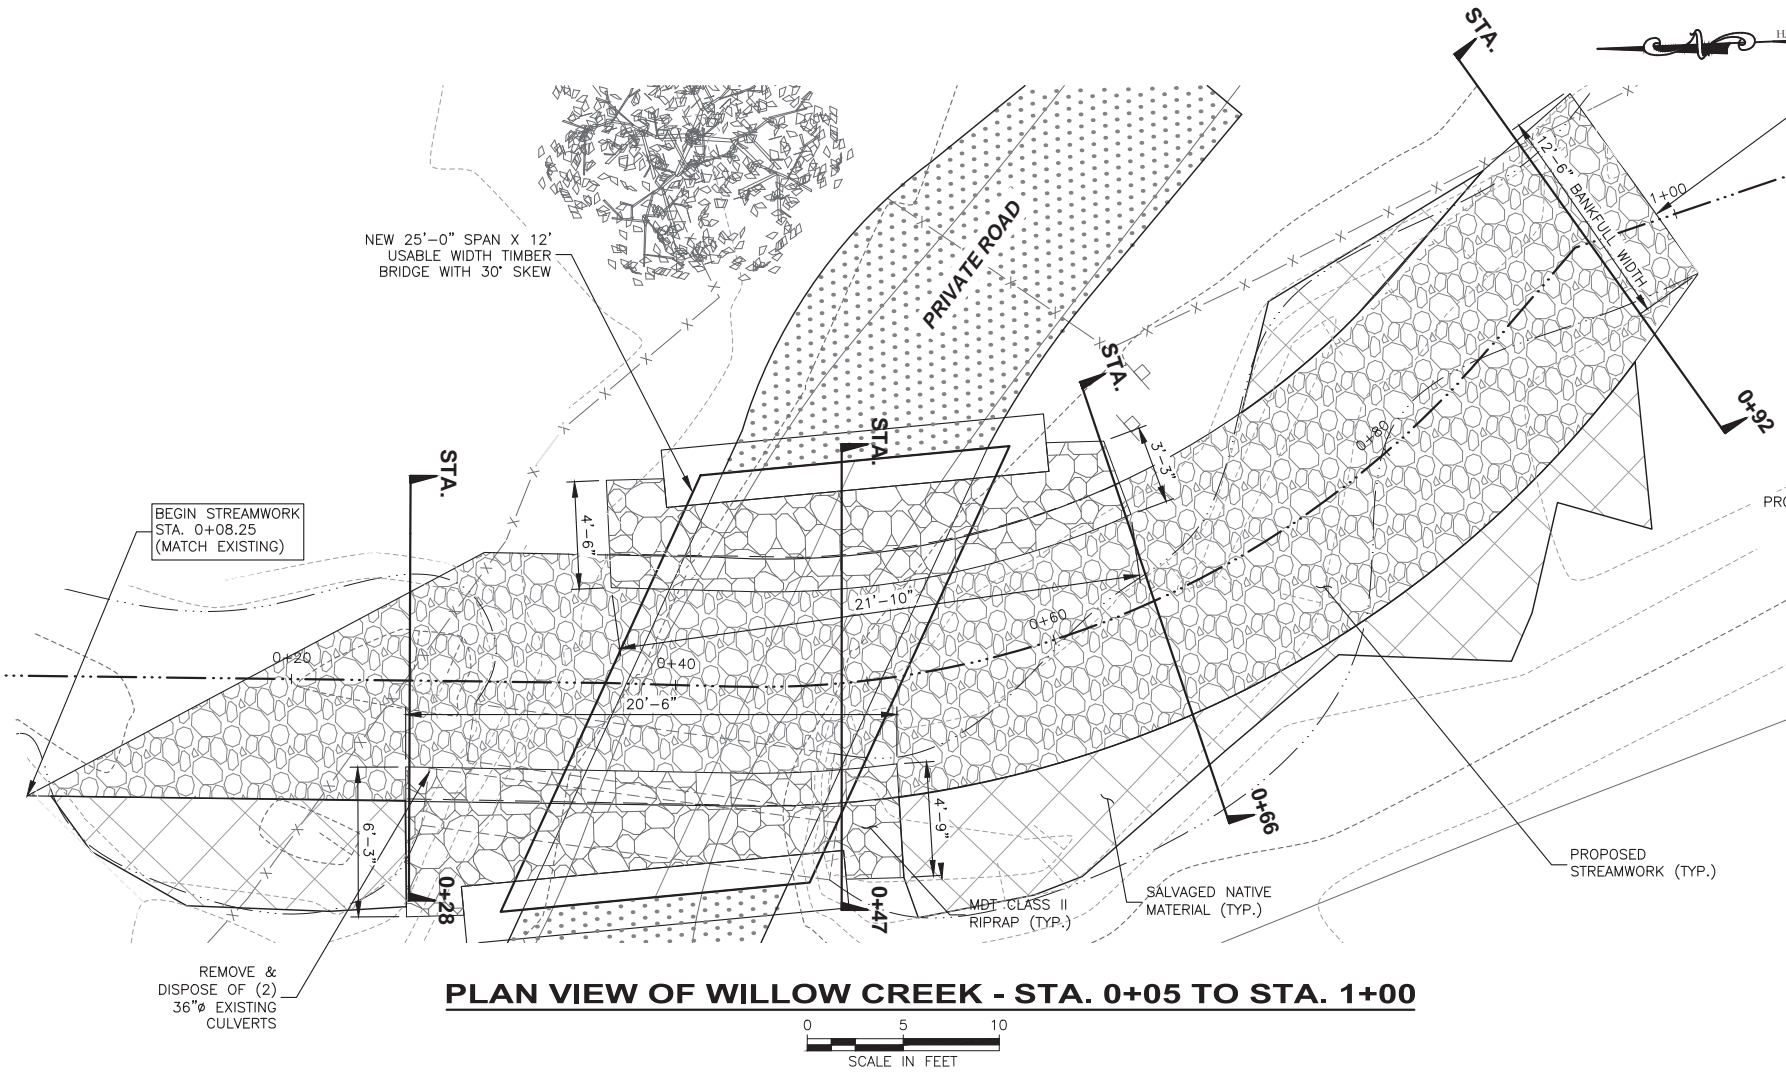 STA.
HA
12'-6" BANKFULL WIDTH
1+00
PRIVATE ROAD
NEW 25'-0" SPAN X 12'
USABLE WIDTH TIMBER
BRIDGE WITH 30° SKEW
STA.
0+92
STA.
STA.
3'-3"
0+80
BEGIN STREAMWORK
STA. 0+08.25
(MATCH EXISTING)
4'-6"
PRO
21'-10"
0+60
0+20
0+40
20'-6"
6'-3"
4'-9"
0+66
0+28
0+47
MDT CLASS II
RIPRAP (TYP.)
SALVAGED NATIVE
MATERIAL (TYP.)
PROPOSED
STREAMWORK (TYP.)
REMOVE &
DISPOSE OF (2)
36"ø EXISTING
CULVERTS
PLAN VIEW OF WILLOW CREEK - STA. 0+05 TO STA. 1+00
0 5 10
SCALE IN FEET